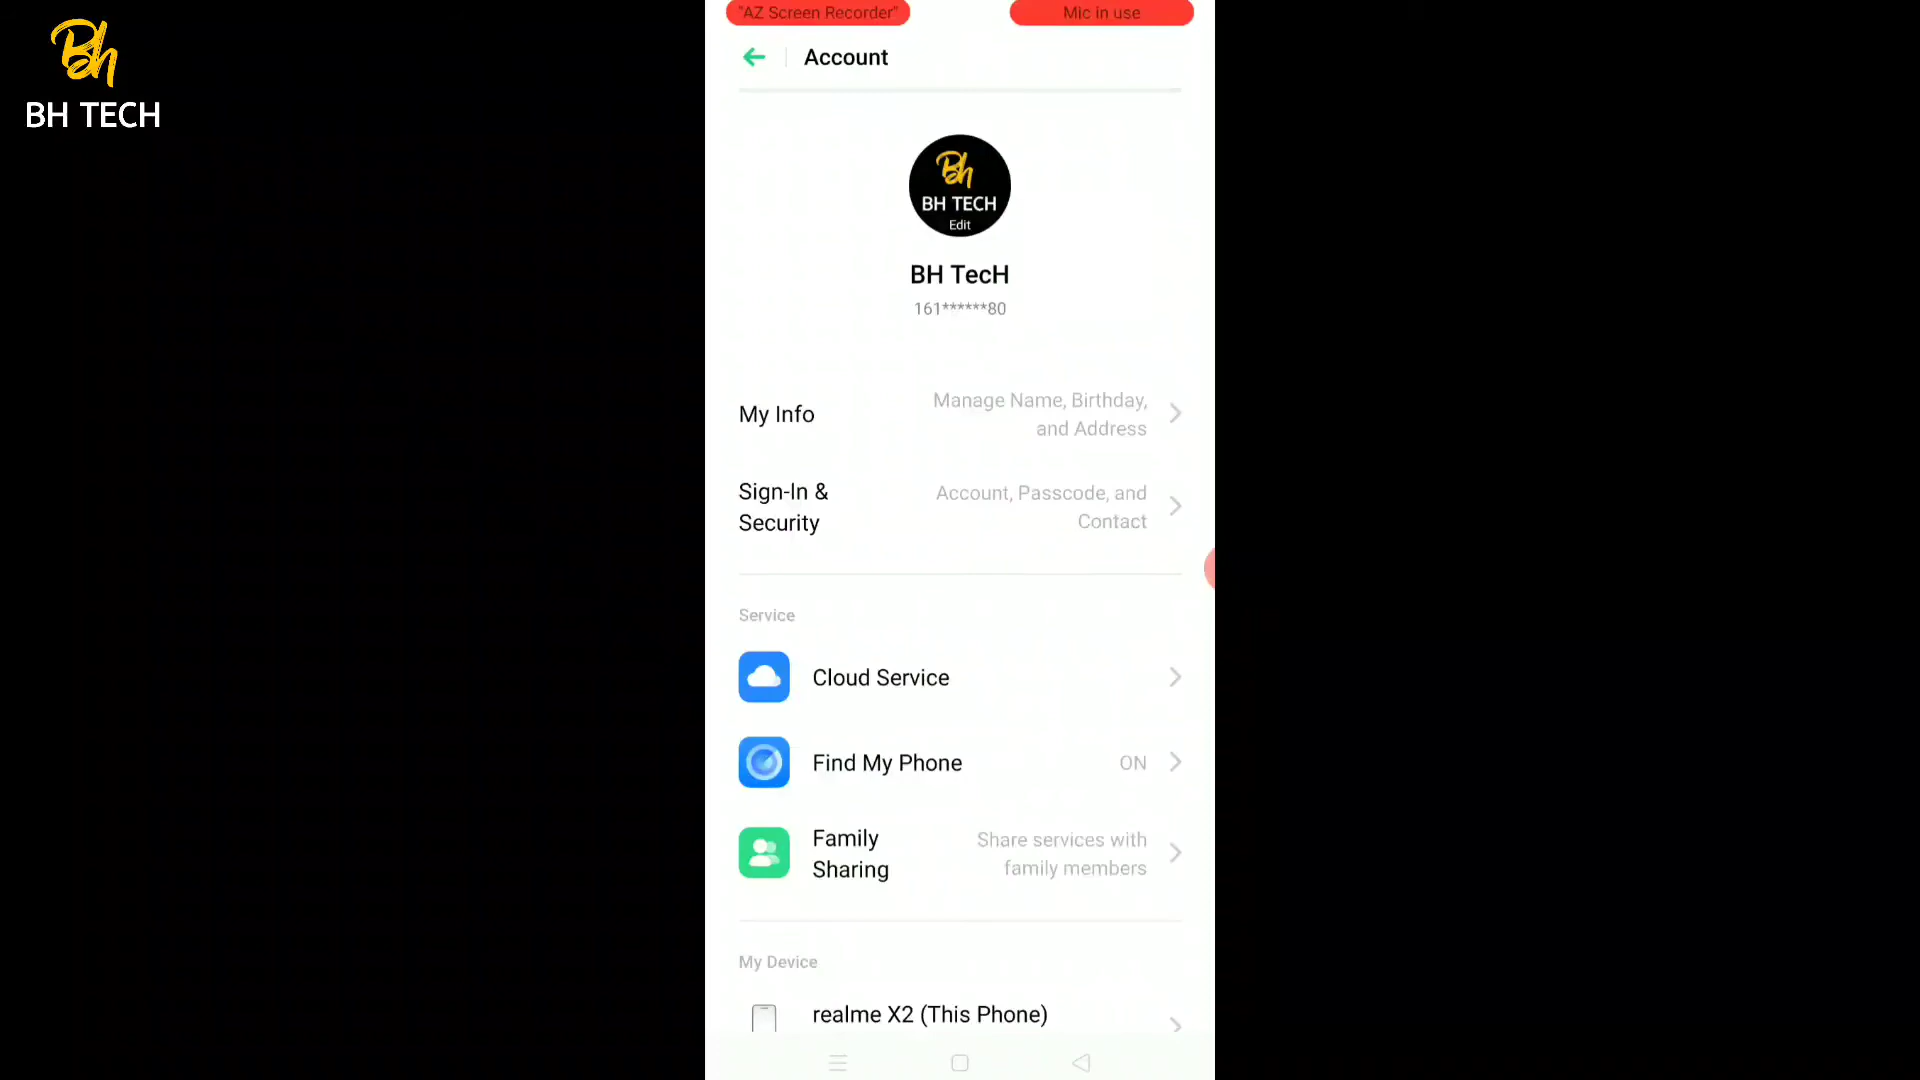 Bh
BH TECH
"AZ Screen Recorder"
Mic in use
Account
Bh
BH TECH
Edit
BH TecH
161******80
My Info
Manage Name, Birthday,
and Address
Sign-In &
Security
Account, Passcode, and
Contact
Service
Cloud Service
Find My Phone
ON
Family
Sharing
Share services with
family members
My Device
realme X2 (This Phone)